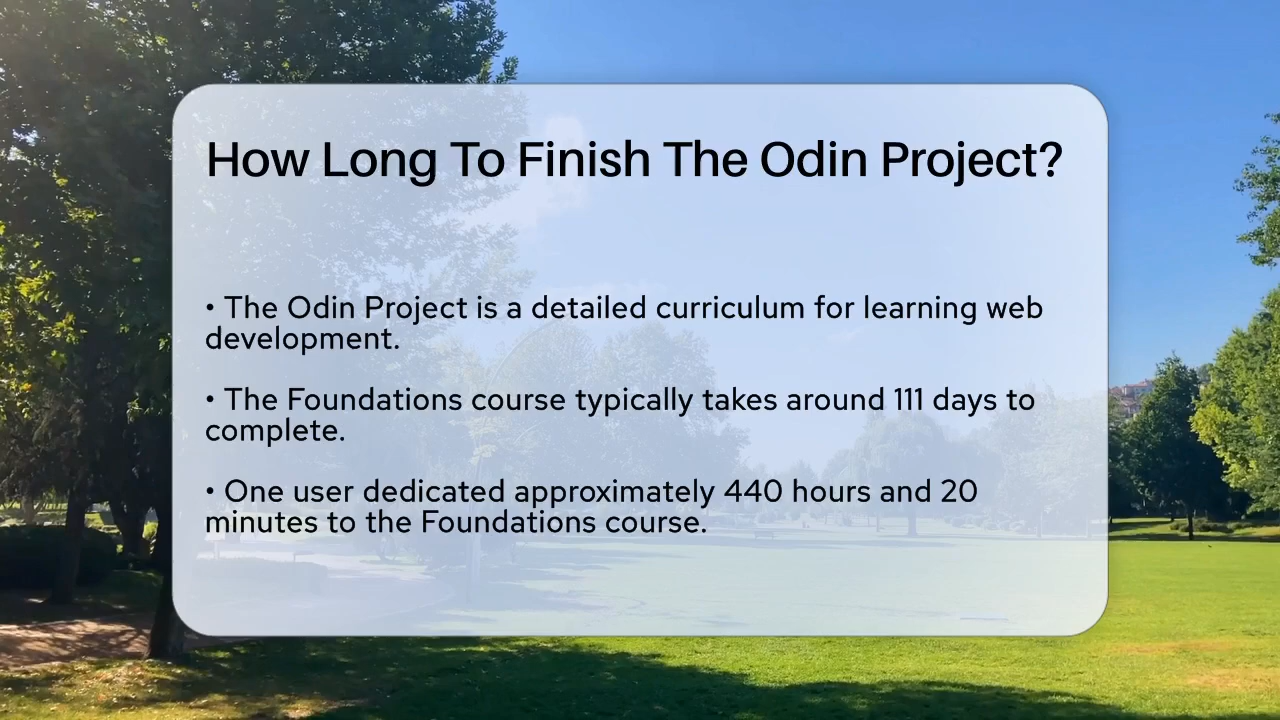 How Long To Finish The Odin Project?
• The Odin Project is a detailed curriculum for learning web
development.
• The Foundations course typically takes around 111 days to
complete.
• One user dedicated approximately 440 hours and 20
minutes to the Foundations course.